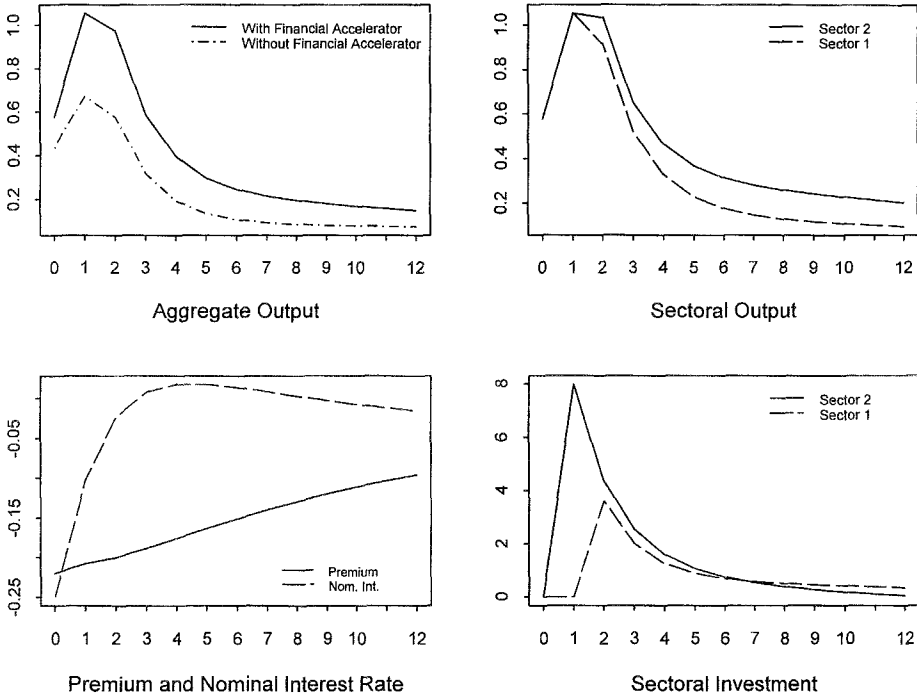 1.0
0.8
0.6
0.4
0.2
With Financial Accelerator
Without Financial Accelerator
0 1 2 3 4 5 6 7 8 9 10 12
Aggregate Output
1.0
0.8
0.6
0.4
0.2
Sector 2
Sector 1
0 1 2 3 4 5 6 7 8 9 10 12
Sectoral Output
-0.05
-0.15
-0.25
Premium
Nom. Int.
0 1 2 3 4 5 6 7 8 9 10 12
Premium and Nominal Interest Rate
8
6
4
2
0
Sector 2
Sector 1
0 1 2 3 4 5 6 7 8 9 10 12
Sectoral Investment